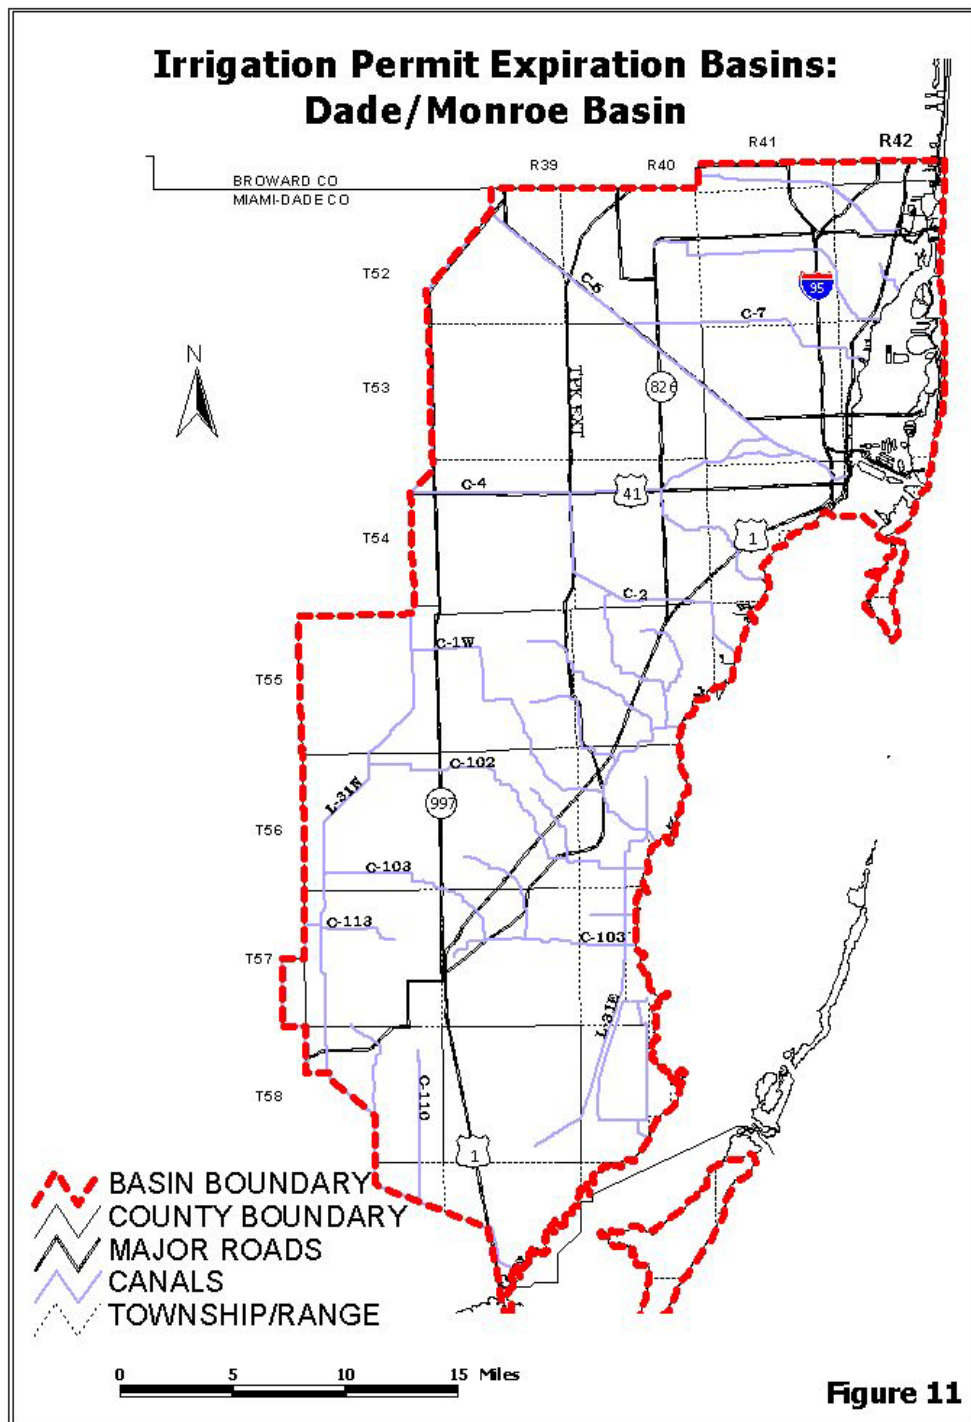 Irrigation Permit Expiration Basins:
Dade/Monroe Basin
R39
R40
R41
R42
BROWARD CO
MIAMI-DADE CO
T52
C-6
95
C-7
N
T53
TPK EXT
826
C-4
41
T54
1
C-2
C-1W
T55
C-102
L-31N
997
T56
C-103
C-113
C-103
T57
L-31E
T58
C-110
1
BASIN BOUNDARY
COUNTY BOUNDARY
MAJOR ROADS
CANALS
TOWNSHIP/RANGE
0 5 10 15 Miles
Figure 11